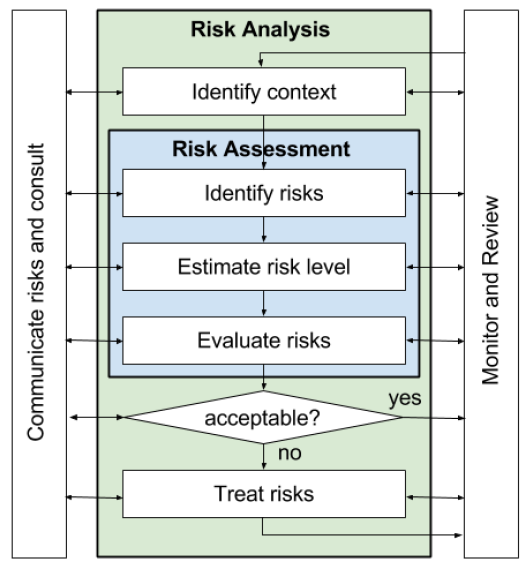 Risk Analysis
Identify context
Risk Assessment
Identify risks
Estimate risk level
Evaluate risks
acceptable?
yes
no
Treat risks
Communicate risks and consult
Monitor and Review